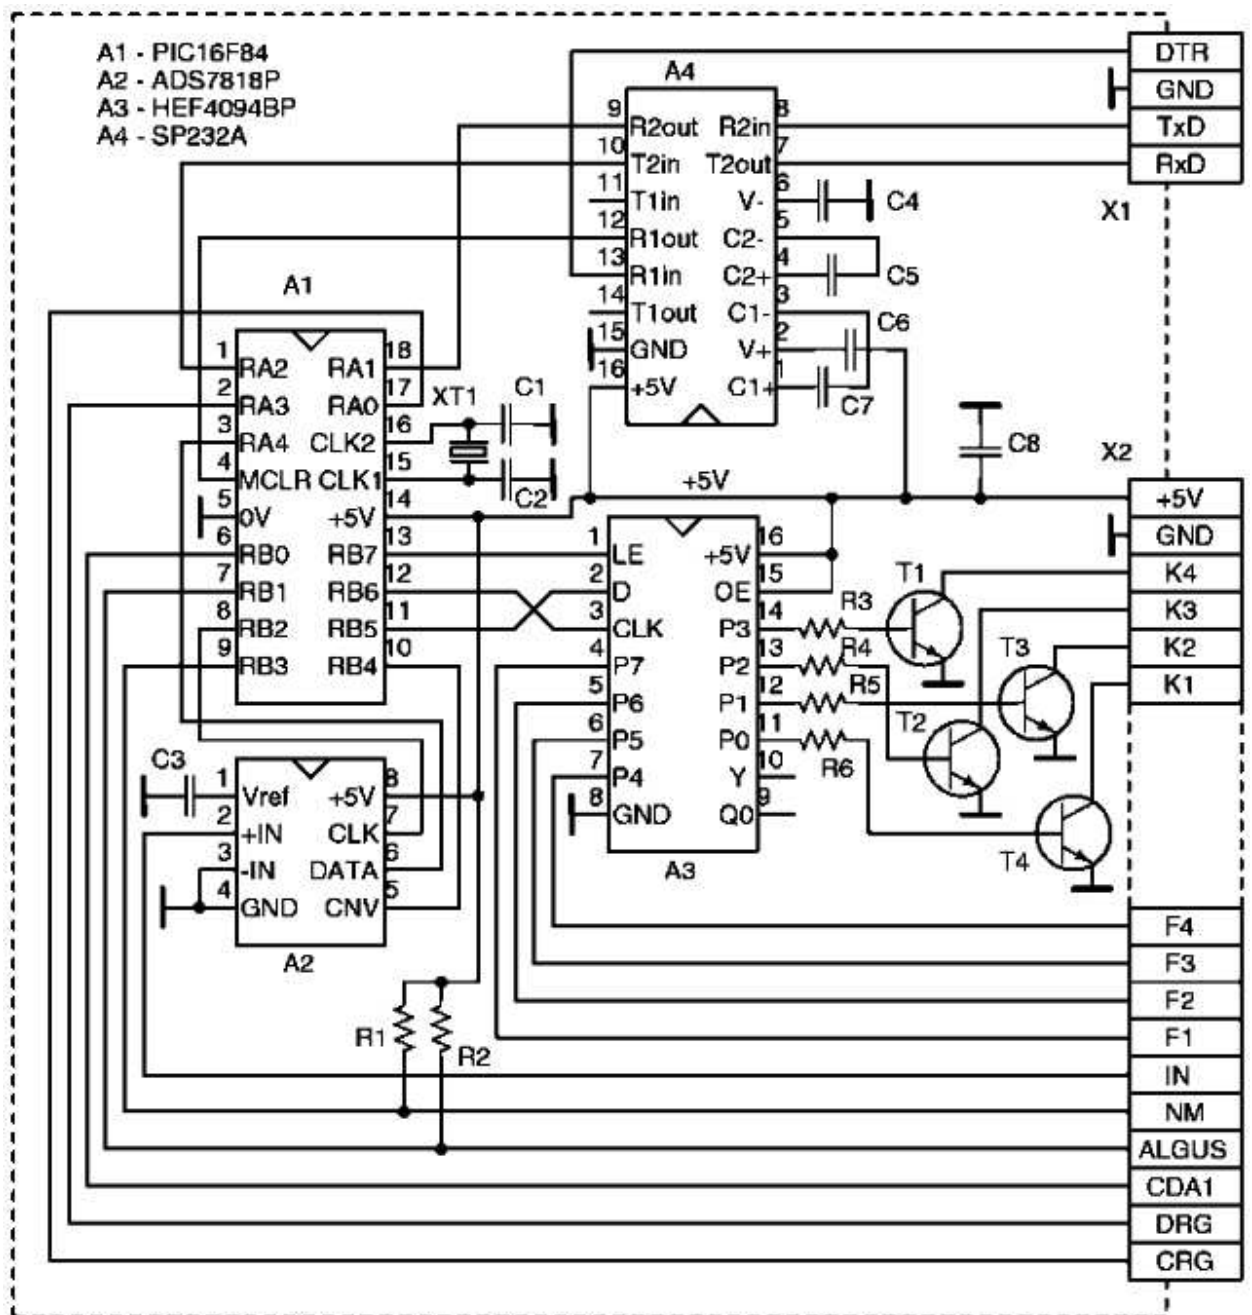 A1 - PIC16F84
A2 - ADS7818P
A3 - HEF4094BP
A4 - SP232A
A4
9 R2out R2in 8
10 T2in T2out 7
11 T1in V- 6
12 R1out C2- 5
13 R1in C2+ 4
14 T1out C1- 3
15 GND V+ 2
16 +5V C1+ 1
C4
C5
C6
C7
DTR
GND
TxD
RxD
X1
A1
1 RA2 RA1 18
2 RA3 RA0 17
3 RA4 CLK2 16
4 MCLR CLK1 15
5 0V +5V 14
6 RB0 RB7 13
7 RB1 RB6 12
8 RB2 RB5 11
9 RB3 RB4 10
XT1
C1
C2
+5V
C8
X2
1 LE +5V 16
2 D OE 15
3 CLK P3 14
4 P7 P2 13
5 P6 P1 12
6 P5 P0 11
7 P4 Y 10
8 GND Q0 9
A3
R3
R4
R5
R6
T1
T3
T2
T4
+5V
GND
K4
K3
K2
K1
C3
1 Vref +5V 8
2 +IN CLK 7
3 -IN DATA 6
4 GND CNV 5
A2
R1
R2
F4
F3
F2
F1
IN
NM
ALGUS
CDA1
DRG
CRG